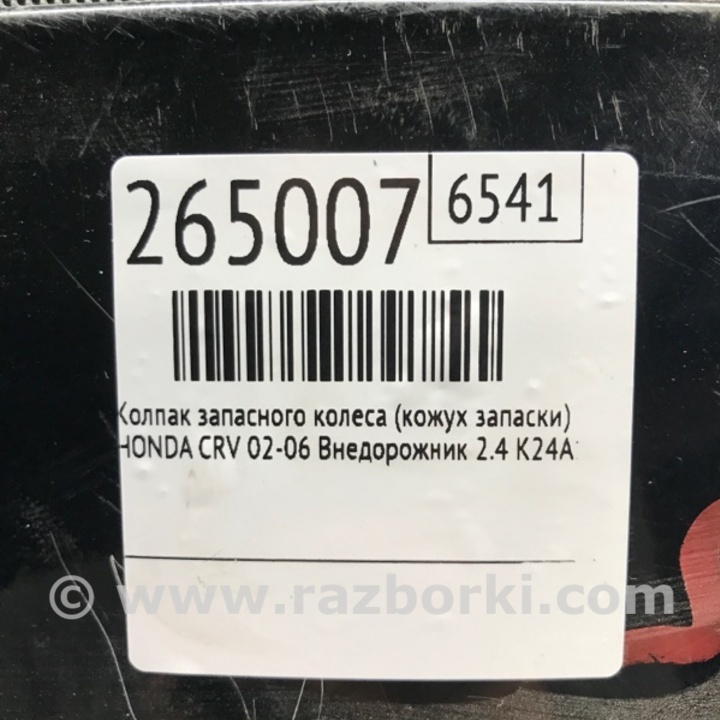 265007
6541
Колпак запасного колеса (кожух запаски)
HONDA CRV 02-06 Внедорожник 2.4 K24A
© www.razborki.com